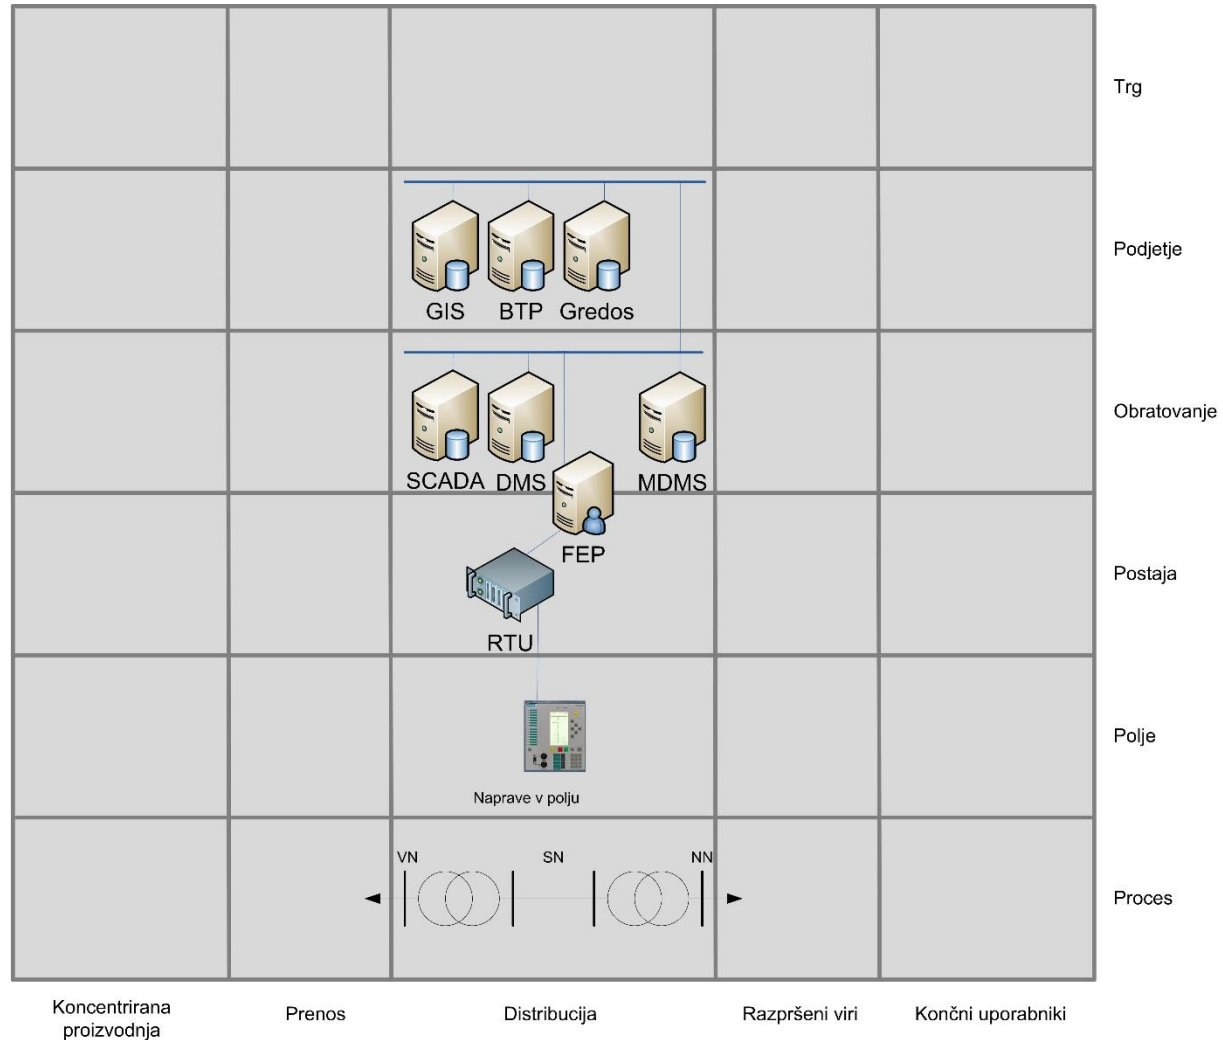 Trg
GIS BTP Gredos
Podjetje
SCADA DMS MDMS
Obratovanje
FEP
RTU
Postaja
Naprave v polju
Polje
VN SN NN
Proces
Koncentrirana
proizvodnja
Prenos
Distribucija
Razpršeni viri
Končni uporabniki